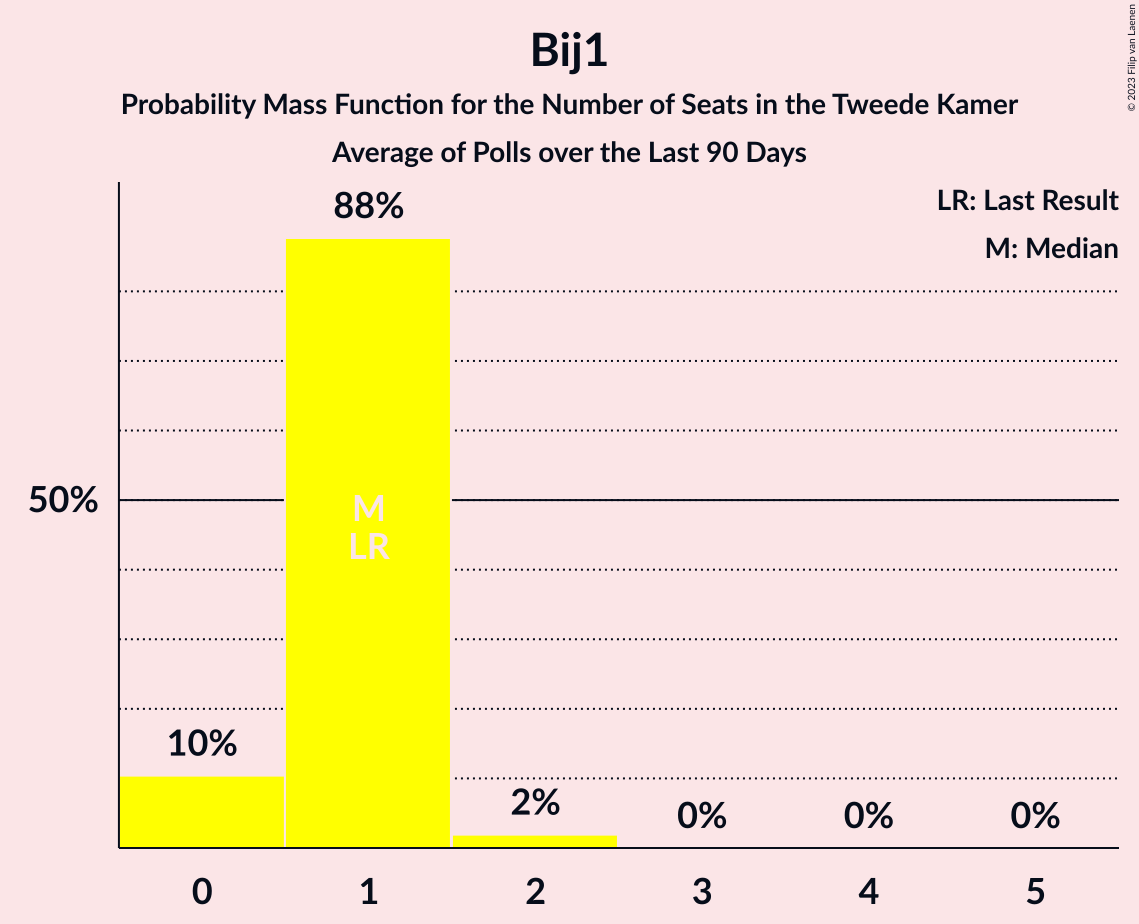 Bij1
Probability Mass Function for the Number of Seats in the Tweede Kamer
Average of Polls over the Last 90 Days
© 2023 Filip van Laenen
LR: Last Result
M: Median
88%
50%
M
LR
10%
2%
0%
0%
0%
0 1 2 3 4 5